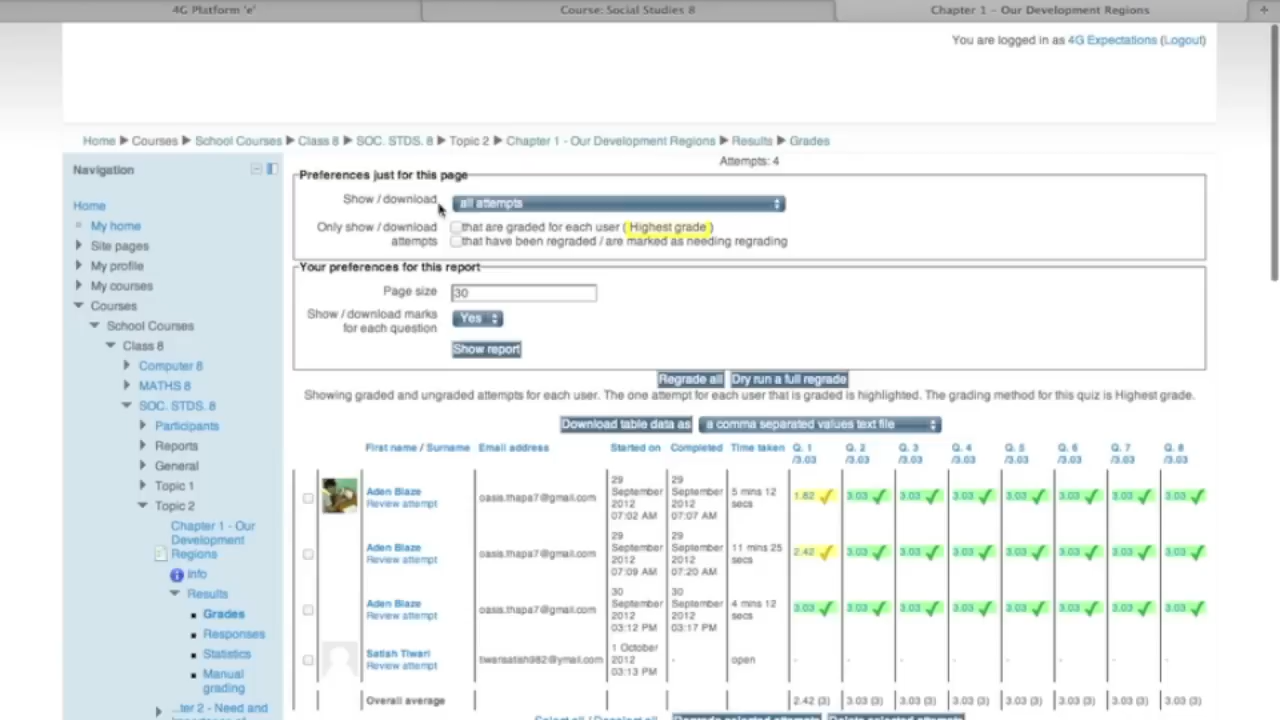 4G Platform 'e'
Course: Social Studies 8
Chapter 1 - Our Development Regions
+
You are logged in as 4G Expectations (Logout)
Home ▶ Courses ▶ School Courses ▶ Class 8 ▶ SOC. STDS. 8 ▶ Topic 2 ▶ Chapter 1 - Our Development Regions ▶ Results ▶ Grades
Navigation
Home
My home
Site pages
My profile
My courses
Courses
School Courses
Class 8
Computer 8
MATHS 8
SOC. STDS. 8
Participants
Reports
General
Topic 1
Topic 2
Chapter 1 - Our
Development
Regions
Info
Results
Grades
Responses
Statistics
Manual
grading
...ter 2 - Need and
Attempts: 4
Preferences just for this page
Show / download
all attempts
Only show / download
attempts
that are graded for each user (Highest grade)
that have been regraded / are marked as needing regrading
Your preferences for this report
Page size
30
Show / download marks
for each question
Yes
Show report
Regrade all
Dry run a full regrade
Showing graded and ungraded attempts for each user. The one attempt for each user that is graded is highlighted. The grading method for this quiz is Highest grade.
Download table data as
a comma separated values text file
First name / Surname Email address Started on Completed Time taken Q. 1 Q. 2 Q. 3 Q. 4 Q. 5 Q. 6 Q. 7 Q. 8
/3.03 /3.03 /3.03 /3.03 /3.03 /3.03 /3.03 /3.03
Aden Blaze
Review attempt
oasis.thapa7@gmail.com
29
September
2012
07:02 AM
29
September
2012
07:07 AM
5 mins 12
secs
1.82 3.03 3.03 3.03 3.03 3.03 3.03 3.03
Aden Blaze
Review attempt
oasis.thapa7@gmail.com
29
September
2012
07:09 AM
29
September
2012
07:20 AM
11 mins 25
secs
2.42 3.03 3.03 3.03 3.03 3.03 3.03 3.03
Aden Blaze
Review attempt
oasis.thapa7@gmail.com
30
September
2012
03:12 PM
30
September
2012
03:17 PM
4 mins 12
secs
3.03 3.03 3.03 3.03 3.03 3.03 3.03 3.03
Satish Tiwari
Review attempt
tiwarisatish982@ymail.com
1 October
2012
03:13 PM
-
open
- - - - - - - -
Overall average
2.42 (3) 3.03 (3) 3.03 (3) 3.03 (3) 3.03 (3) 3.03 (3) 3.03 (3) 3.03 (3)
Select all / Deselect all
Regrade selected attempts
Delete selected attempts